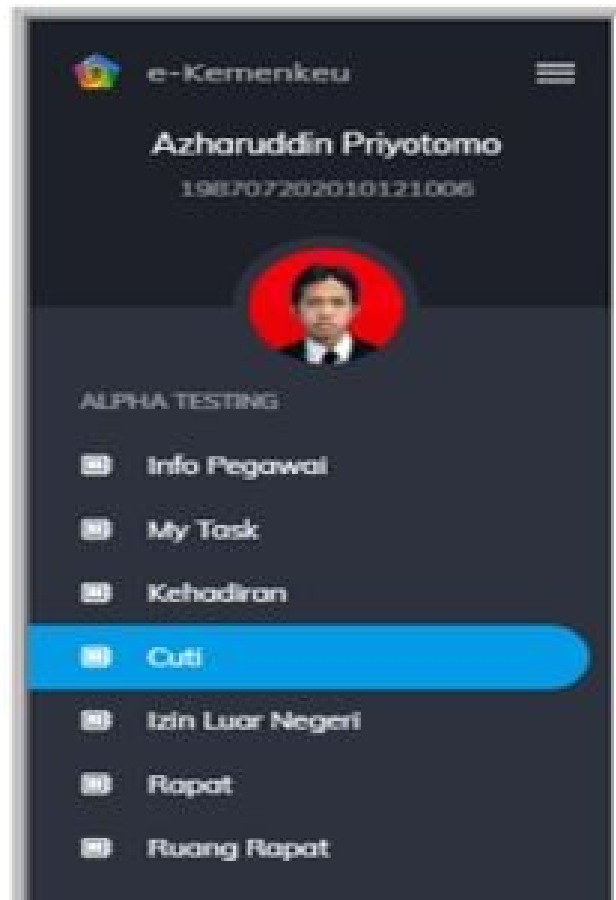 e-Kemenkeu
Azharuddin Priyotomo
198707202010121006
ALPHA TESTING
Info Pegawai
My Task
Kehadiran
Cuti
Izin Luar Negeri
Rapat
Ruang Rapat